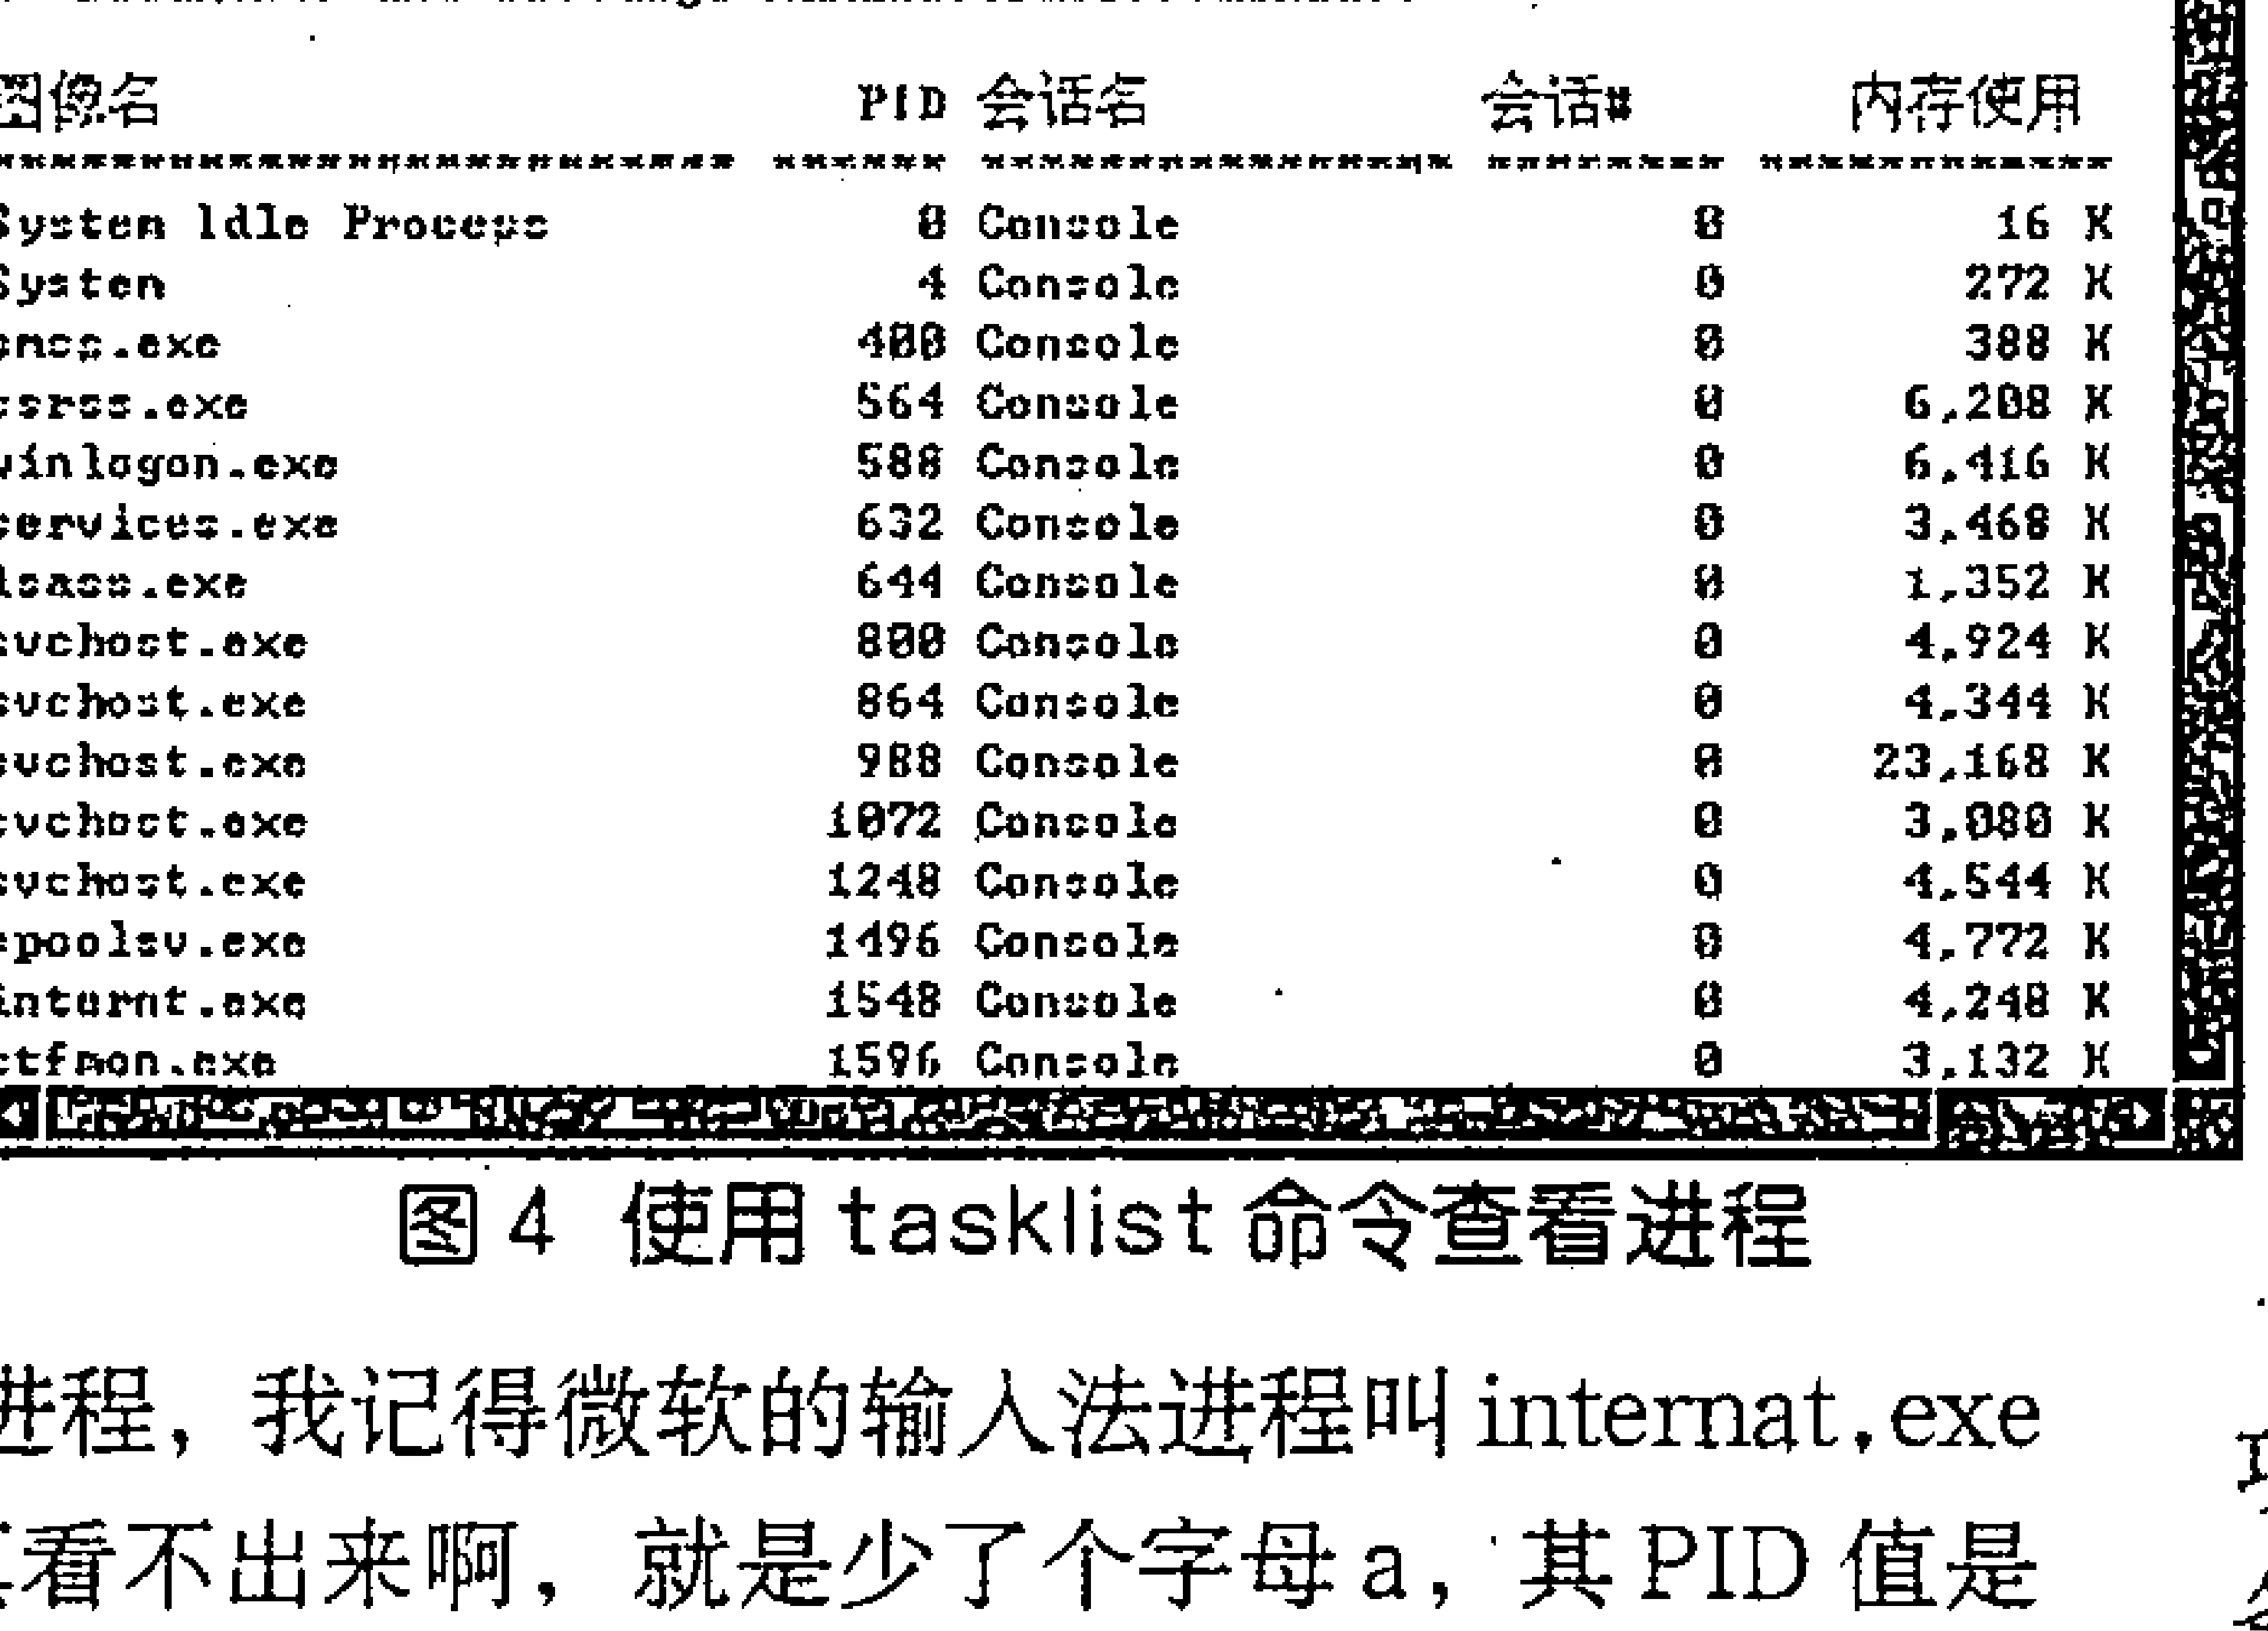 图像名 PID 会话名 会话# 内存使用
System Idle Process 0 Console 0 16 K
System 4 Console 0 272 K
smss.exe 400 Console 0 388 K
csrss.exe 564 Console 0 6,208 K
winlogon.exe 588 Console 0 6,416 K
services.exe 632 Console 0 3,468 K
lsass.exe 644 Console 0 1,352 K
svchost.exe 800 Console 0 4,924 K
svchost.exe 864 Console 0 4,344 K
svchost.exe 988 Console 0 23,168 K
svchost.exe 1072 Console 0 3,080 K
svchost.exe 1248 Console 0 4,544 K
spoolsv.exe 1496 Console 0 4,772 K
internt.exe 1548 Console 0 4,248 K
ctfmon.exe 1596 Console 0 3,132 K
图 4 使用 tasklist 命令查看进程
进程，我记得微软的输入法进程叫 internat.exe
看不出来啊，就是少了个字母 a，其 PID 值是